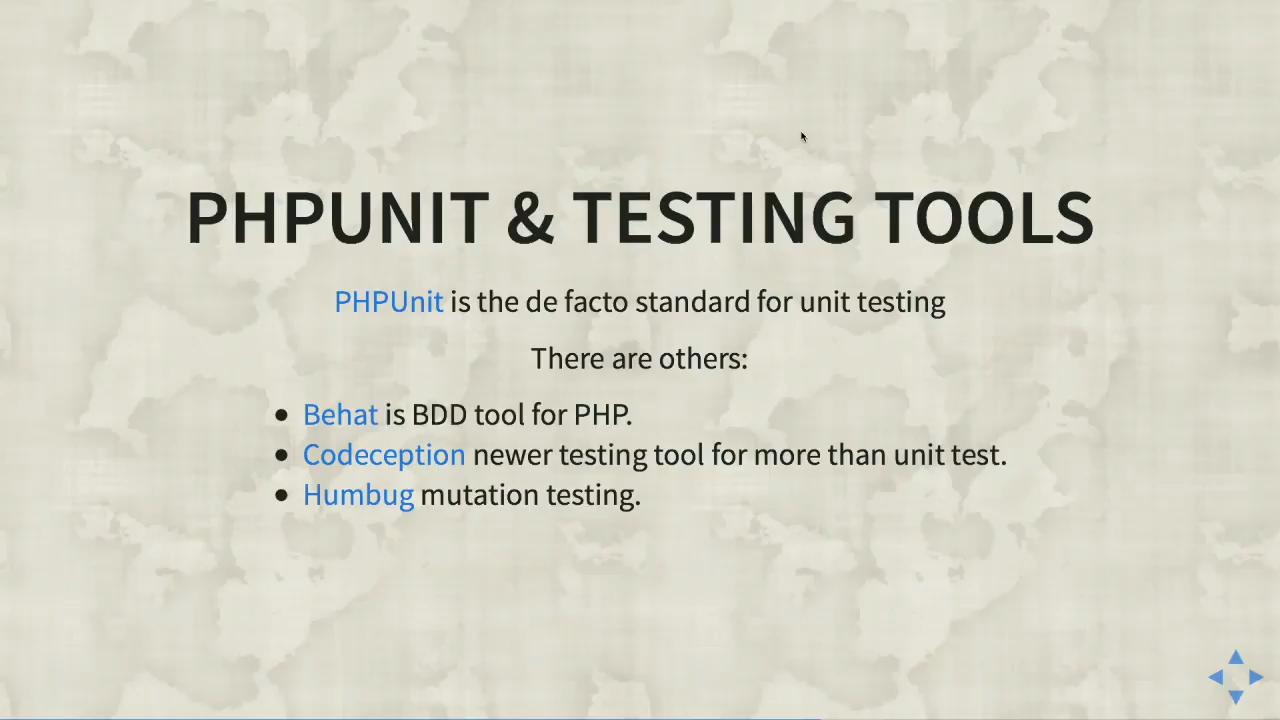 PHPUNIT & TESTING TOOLS
PHPUnit is the de facto standard for unit testing
There are others:
Behat is BDD tool for PHP.
Codeception newer testing tool for more than unit test.
Humbug mutation testing.